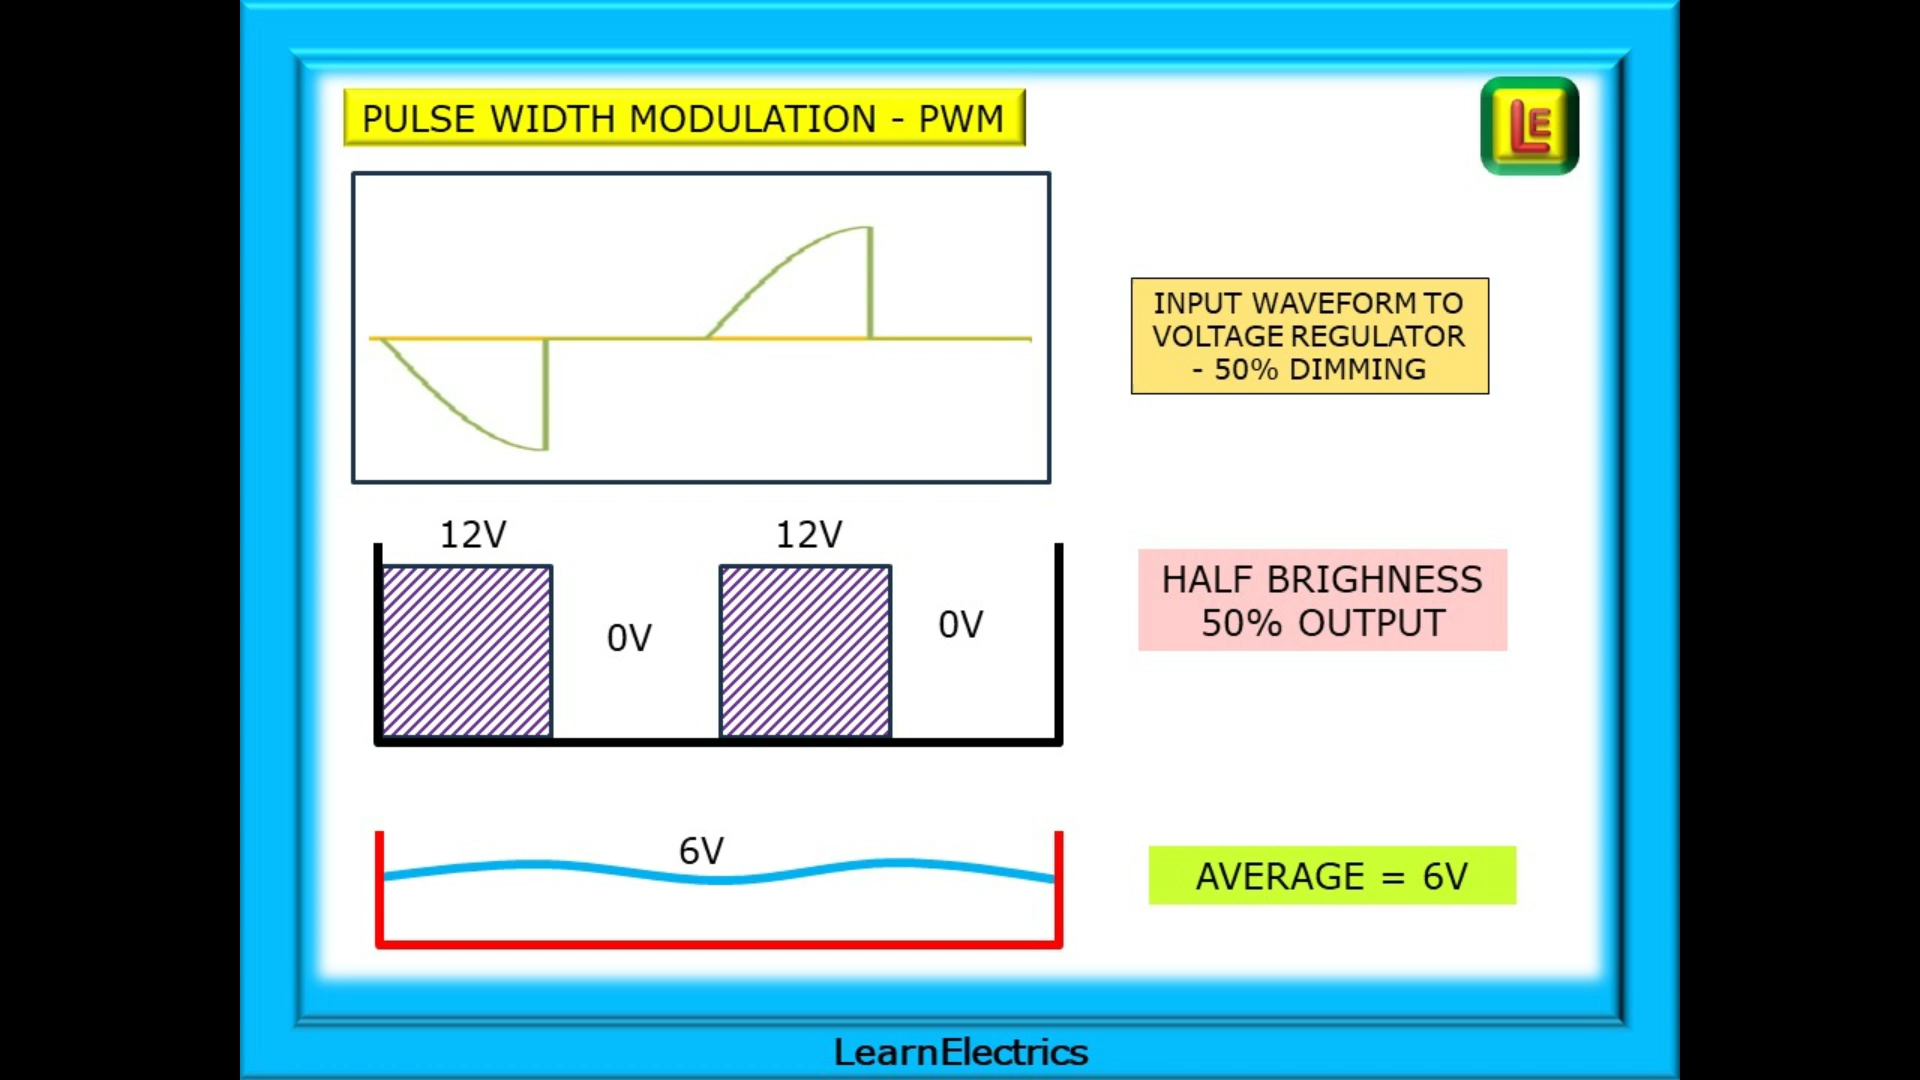 PULSE WIDTH MODULATION - PWM
LE
INPUT WAVEFORM TO
VOLTAGE REGULATOR
- 50% DIMMING
12V
12V
0V
0V
HALF BRIGHNESS
50% OUTPUT
6V
AVERAGE = 6V
LearnElectrics